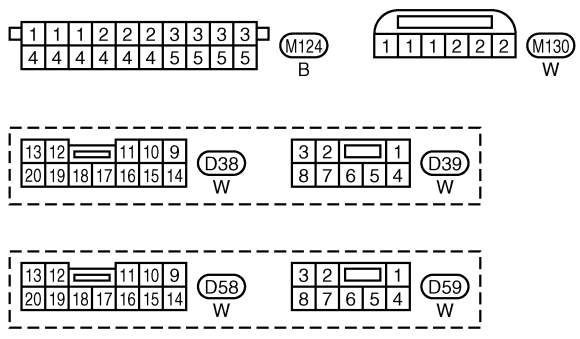 1 1 1 2 2 2 3 3 3 3 M124
4 4 4 4 4 4 5 5 5 5 B
1 1 1 2 2 2 M130
W
13 12 11 10 9 D38
20 19 18 17 16 15 14 W
3 2 1 D39
8 7 6 5 4 W
13 12 11 10 9 D58
20 19 18 17 16 15 14 W
3 2 1 D59
8 7 6 5 4 W